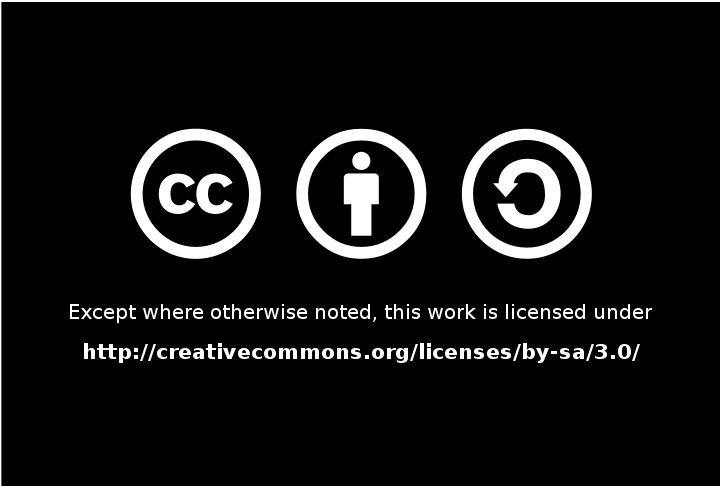 cc
Except where otherwise noted, this work is licensed under
http://creativecommons.org/licenses/by-sa/3.0/